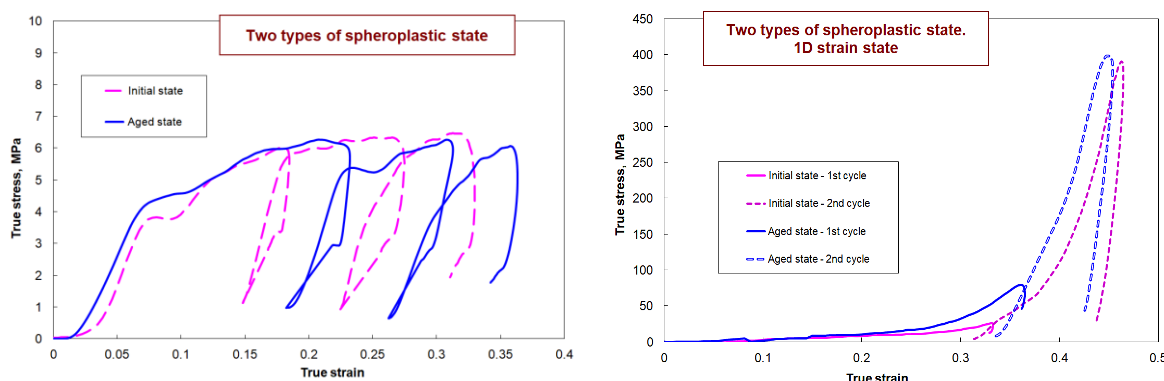 Two types of spheroplastic state
True stress, MPa
10
9
8
7
6
5
4
3
2
1
0
Initial state
Aged state
0
0.05
0.1
0.15
0.2
0.25
0.3
0.35
0.4
True strain
Two types of spheroplastic state.
1D strain state
True stress, MPa
450
400
350
300
250
200
150
100
50
0
Initial state - 1st cycle
Initial state - 2nd cycle
Aged state - 1st cycle
Aged state - 2nd cycle
0
0.1
0.2
0.3
0.4
0.5
True strain